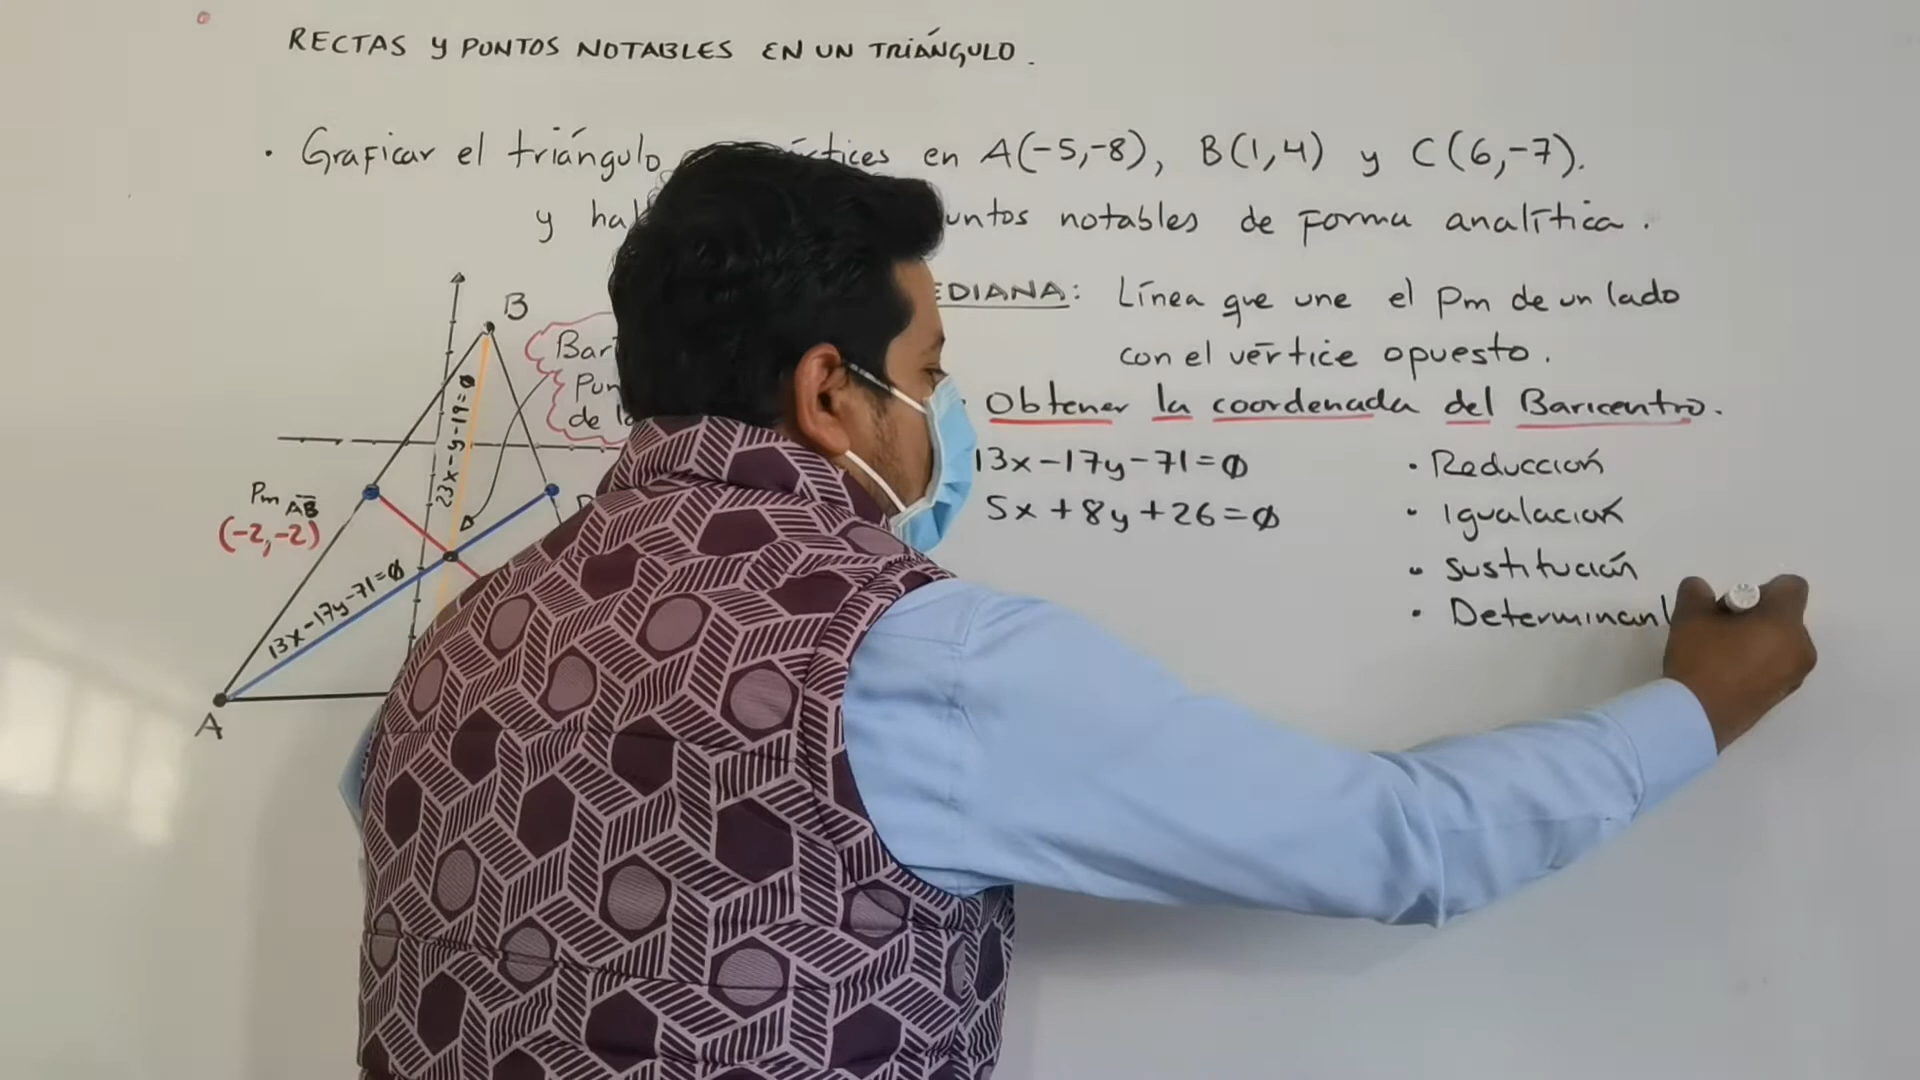 RECTAS Y PUNTOS NOTABLES EN UN TRIÁNGULO.
• Graficar el triángulo en A(-5,-8), B(1,4) y C(6,-7).
y notables de forma analítica.
MEDIANA: Línea que une el Pm de un lado
con el vértice opuesto.
• Obtener la coordenada del Baricentro.
13x-17y-71=0
5x+8y+26=0
• Reducción
• Igualación
• Sustitución
• Determinant
B
de
23x-y-19=0
Pm AB
(-2,-2)
13x-17y-71=0
A